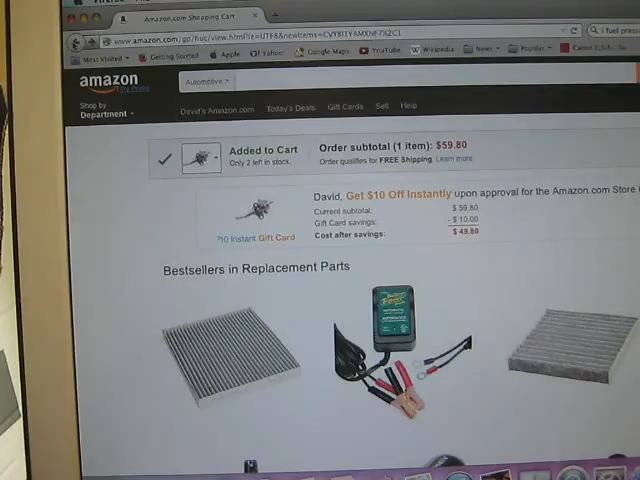 Amazon.com Shopping Cart
www.amazon.com/gp/huc/view.html?ie=UTF8&newItems=CVYBITYAMXNF7X2C1
i fuel pressu
Most Visited Getting Started Apple Yahoo! Google Maps YouTube Wikipedia News Popular
amazon
Try Prime
Automotive
Shop by
Department
David's Amazon.com Today's Deals Gift Cards Sell Help
Added to Cart
Only 2 left in stock.
Order subtotal (1 item): $59.80
Order qualifies for FREE Shipping Learn more
David, Get $10 Off Instantly upon approval for the Amazon.com Store
Current subtotal: $ 59.80
Gift Card savings: - $ 10.00
Cost after savings: $ 49.80
$10 Instant Gift Card
Bestsellers in Replacement Parts